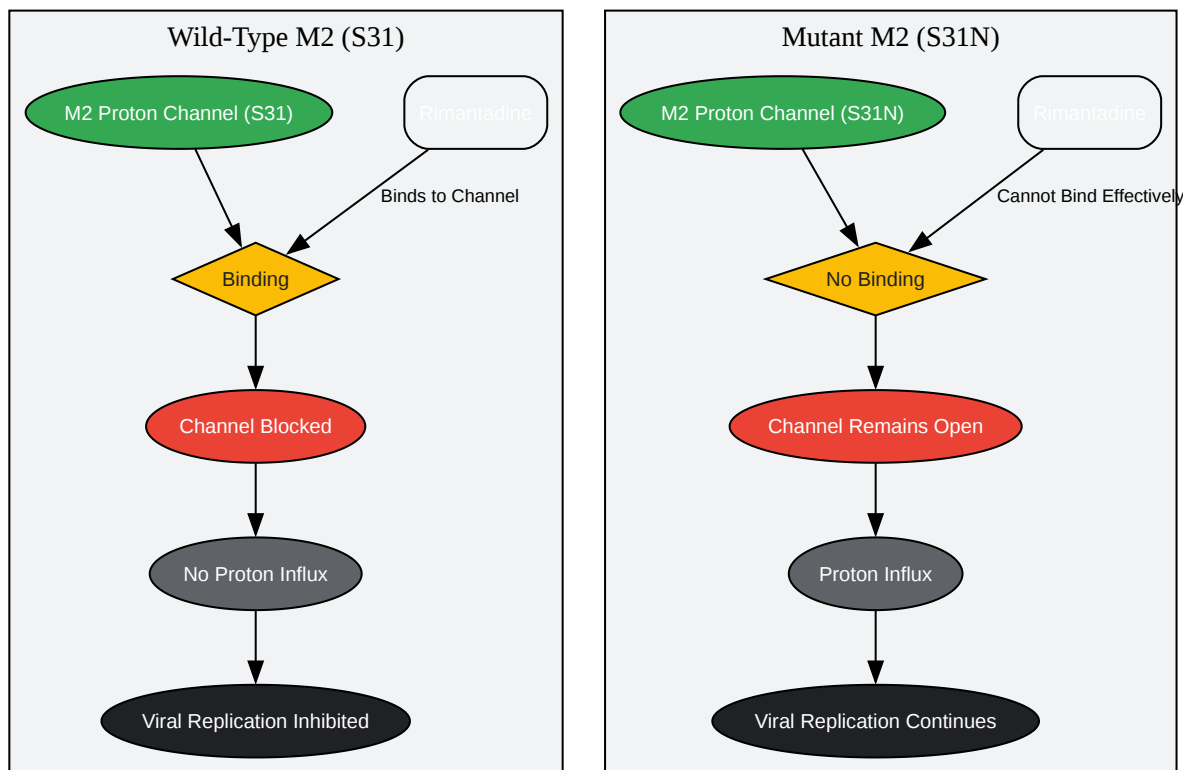 Wild-Type M2 (S31)
M2 Proton Channel (S31)
Rimantadine
Binds to Channel
Binding
Channel Blocked
No Proton Influx
Viral Replication Inhibited
Mutant M2 (S31N)
M2 Proton Channel (S31N)
Rimantadine
Cannot Bind Effectively
No Binding
Channel Remains Open
Proton Influx
Viral Replication Continues